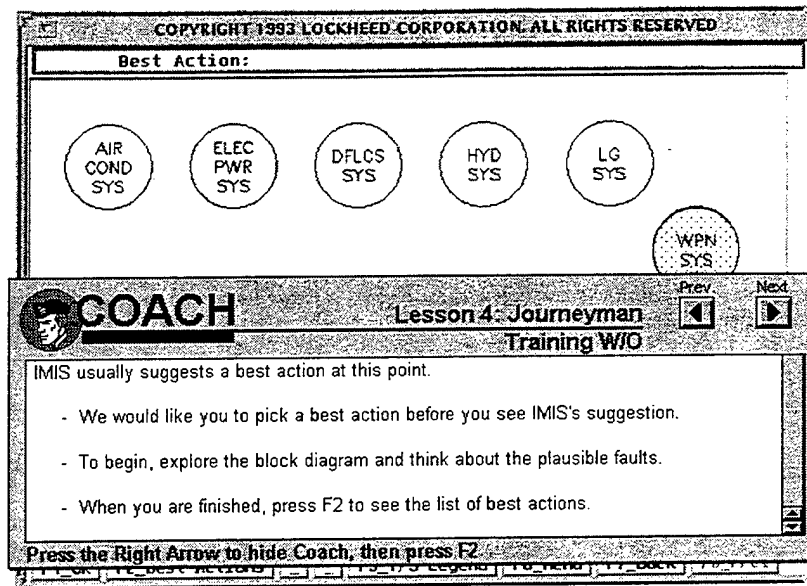 COPYRIGHT 1993 LOCKHEED CORPORATION. ALL RIGHTS RESERVED
Best Action:
AIR
COND
SYS
ELEC
PWR
SYS
DFLCS
SYS
HYD
SYS
LG
SYS
WPN
SYS
COACH
Lesson 4: Journeyman
Training W/O
Prev
Next
IMIS usually suggests a best action at this point.
- We would like you to pick a best action before you see IMIS's suggestion.
- To begin, explore the block diagram and think about the plausible faults.
- When you are finished, press F2 to see the list of best actions.
Press the Right Arrow to hide Coach, then press F2